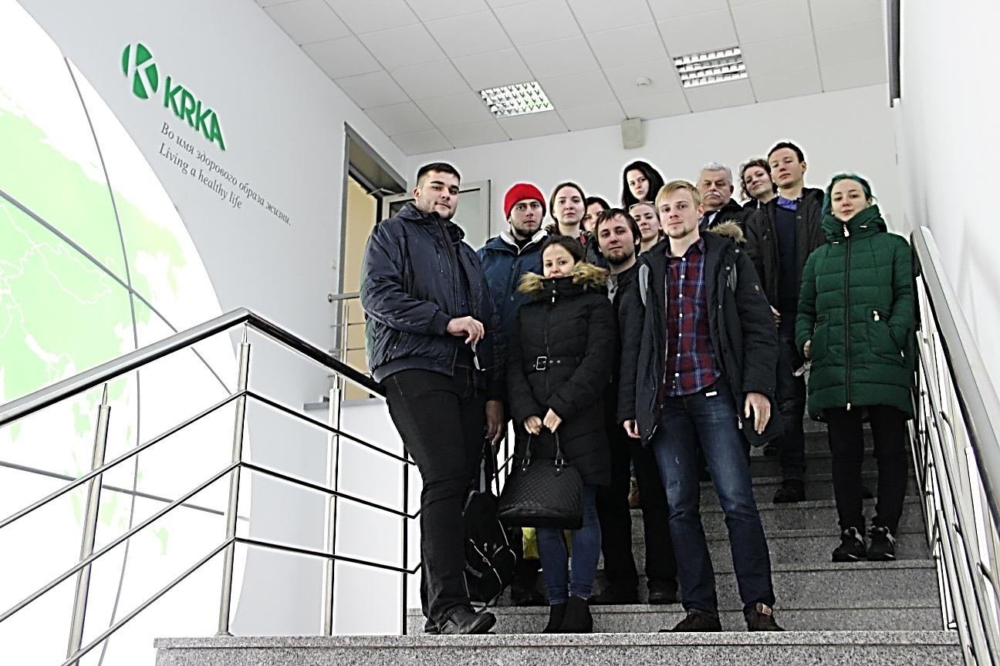 KRKA
Во имя здорового образа жизни.
Living a healthy life